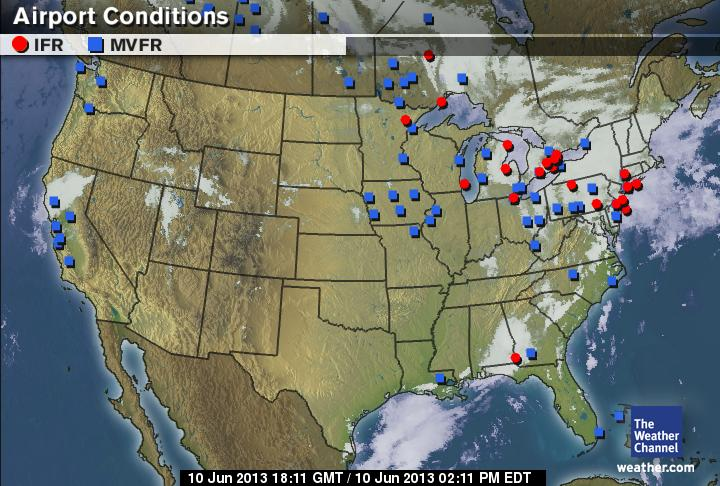 Airport Conditions
IFR MVFR
The
Weather
Channel
weather.com
10 Jun 2013 18:11 GMT / 10 Jun 2013 02:11 PM EDT